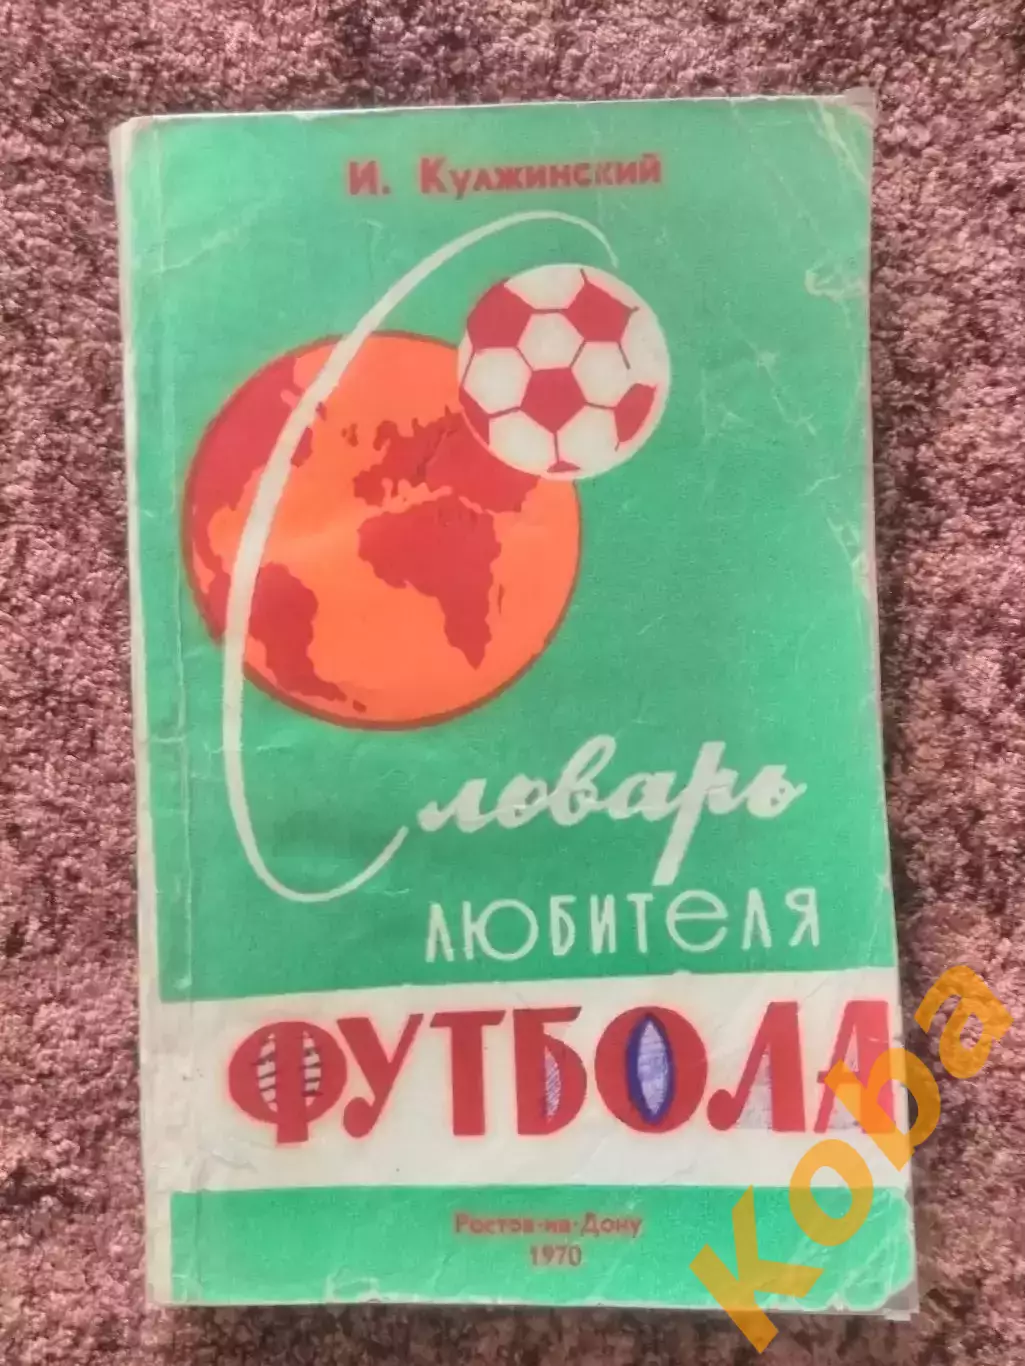 И. Кулжинский
Словарь
ЛЮБИТЕЛЯ
ФУТБОЛА
Ростов-на-Дону
1970
Коба